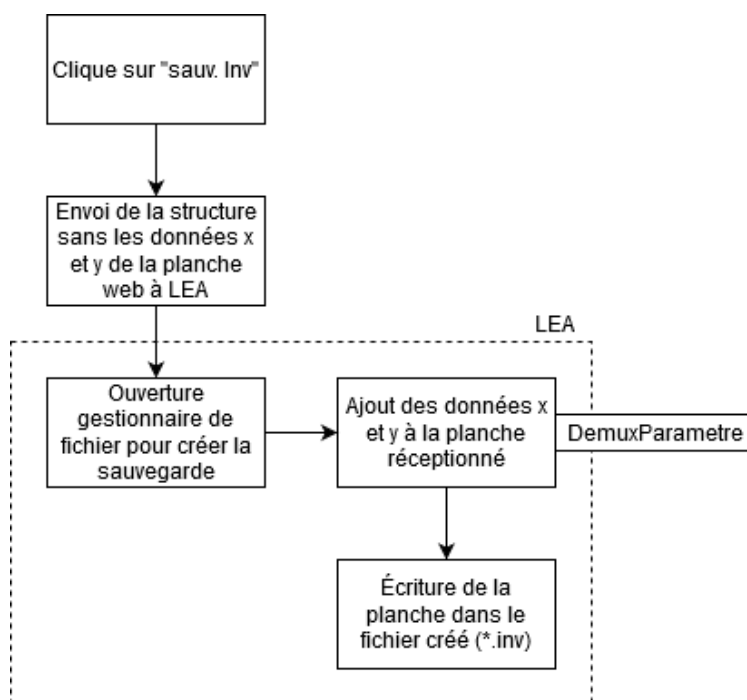 Clique sur "sauv. Inv"
Envoi de la structure
sans les données x
et y de la planche
web à LEA
LEA
Ouverture
gestionnaire de
fichier pour créer la
sauvegarde
Ajout des données x
et y à la planche
réceptionné
DemuxParametre
Écriture de la
planche dans le
fichier créé (*.inv)